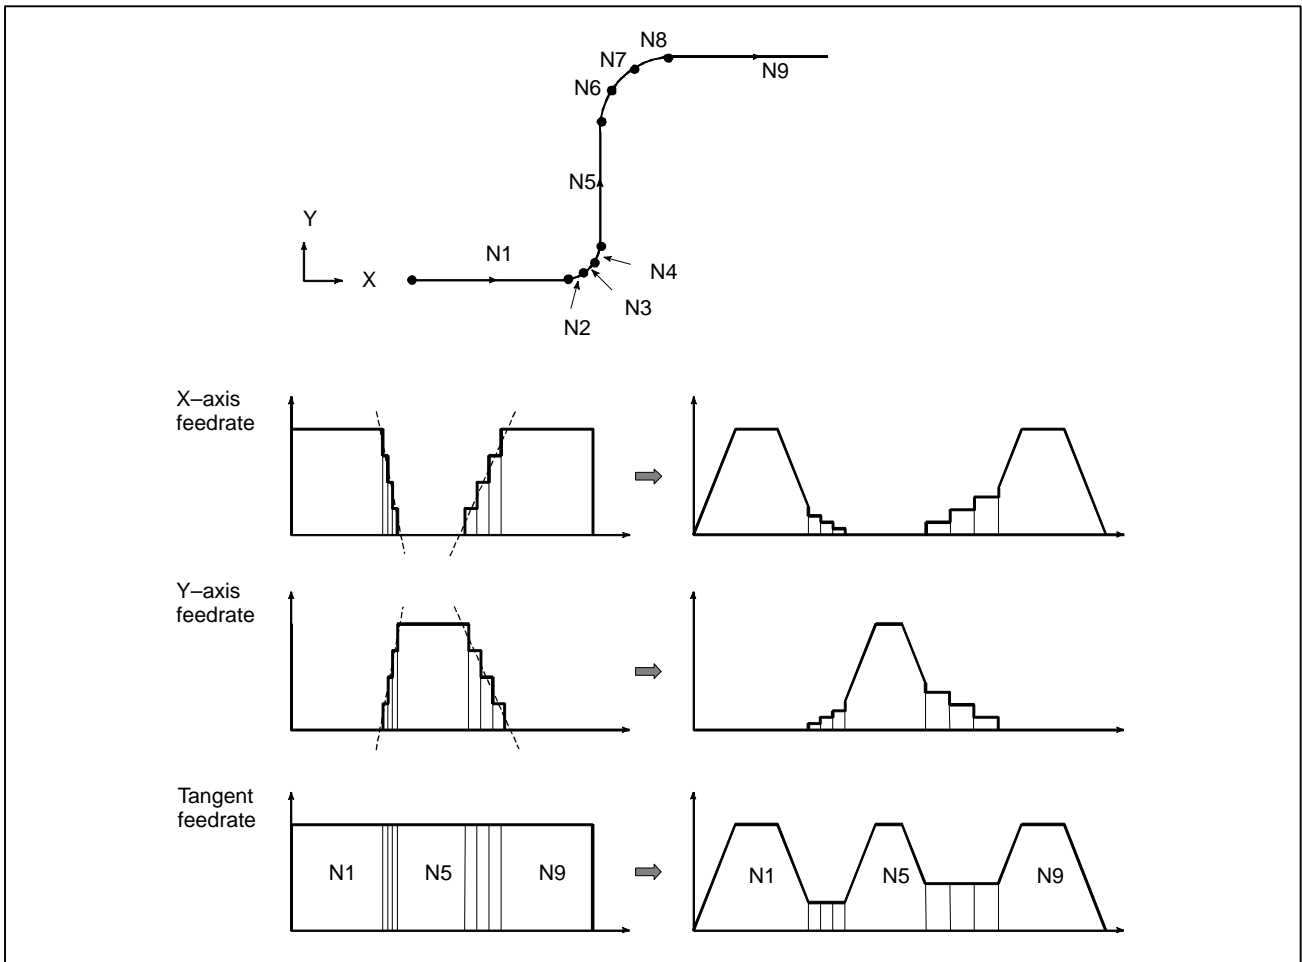 N8
N7
N9
N6
N5
Y
N1
X
N4
N3
N2
X–axis
feedrate
Y–axis
feedrate
Tangent
feedrate
N1 N5 N9
N1 N5 N9